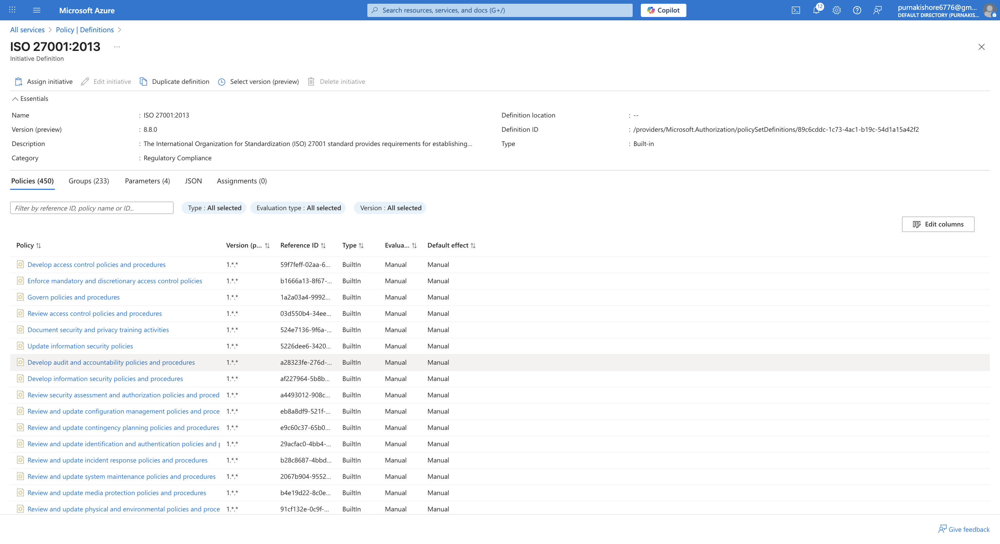 Microsoft Azure
Search resources, services, and docs (G+/)
Copilot
12
purnakishore6776@gm...
DEFAULT DIRECTORY (PURNAKIS...
All services > Policy | Definitions >
ISO 27001:2013 ...
Initiative Definition
Assign initiative Edit initiative Duplicate definition Select version (preview) Delete initiative
Essentials
Name : ISO 27001:2013 Definition location : --
Version (preview) : 8.8.0 Definition ID : /providers/Microsoft.Authorization/policySetDefinitions/89c6cddc-1c73-4ac1-b19c-54d1a15a42f2
Description : The International Organization for Standardization (ISO) 27001 standard provides requirements for establishing... Type : Built-in
Category : Regulatory Compliance
Policies (450) Groups (233) Parameters (4) JSON Assignments (0)
Filter by reference ID, policy name or ID... Type : All selected Evaluation type : All selected Version : All selected
Edit columns
Policy Version (p... Reference ID Type Evalua... Default effect
Develop access control policies and procedures 1.*.* 59f7feff-02aa-6... BuiltIn Manual Manual
Enforce mandatory and discretionary access control policies 1.*.* b1666a13-8f67-... BuiltIn Manual Manual
Govern policies and procedures 1.*.* 1a2a03a4-9992... BuiltIn Manual Manual
Review access control policies and procedures 1.*.* 03d550b4-34ee... BuiltIn Manual Manual
Document security and privacy training activities 1.*.* 524e7136-9f6a-... BuiltIn Manual Manual
Update information security policies 1.*.* 5226dee6-3420... BuiltIn Manual Manual
Develop audit and accountability policies and procedures 1.*.* a28323fe-276d-... BuiltIn Manual Manual
Develop information security policies and procedures 1.*.* af227964-5b8b... BuiltIn Manual Manual
Review security assessment and authorization policies and proced 1.*.* a4493012-908c... BuiltIn Manual Manual
Review and update configuration management policies and proce 1.*.* eb8a8df9-521f-... BuiltIn Manual Manual
Review and update contingency planning policies and procedures 1.*.* e9c60c37-65b0... BuiltIn Manual Manual
Review and update identification and authentication policies and p 1.*.* 29acfac0-4bb4-... BuiltIn Manual Manual
Review and update incident response policies and procedures 1.*.* b28c8687-4bbd... BuiltIn Manual Manual
Review and update system maintenance policies and procedures 1.*.* 2067b904-9552... BuiltIn Manual Manual
Review and update media protection policies and procedures 1.*.* b4e19d22-8c0e... BuiltIn Manual Manual
Review and update physical and environmental policies and proce 1.*.* 91cf132e-0c9f-... BuiltIn Manual Manual
Give feedback